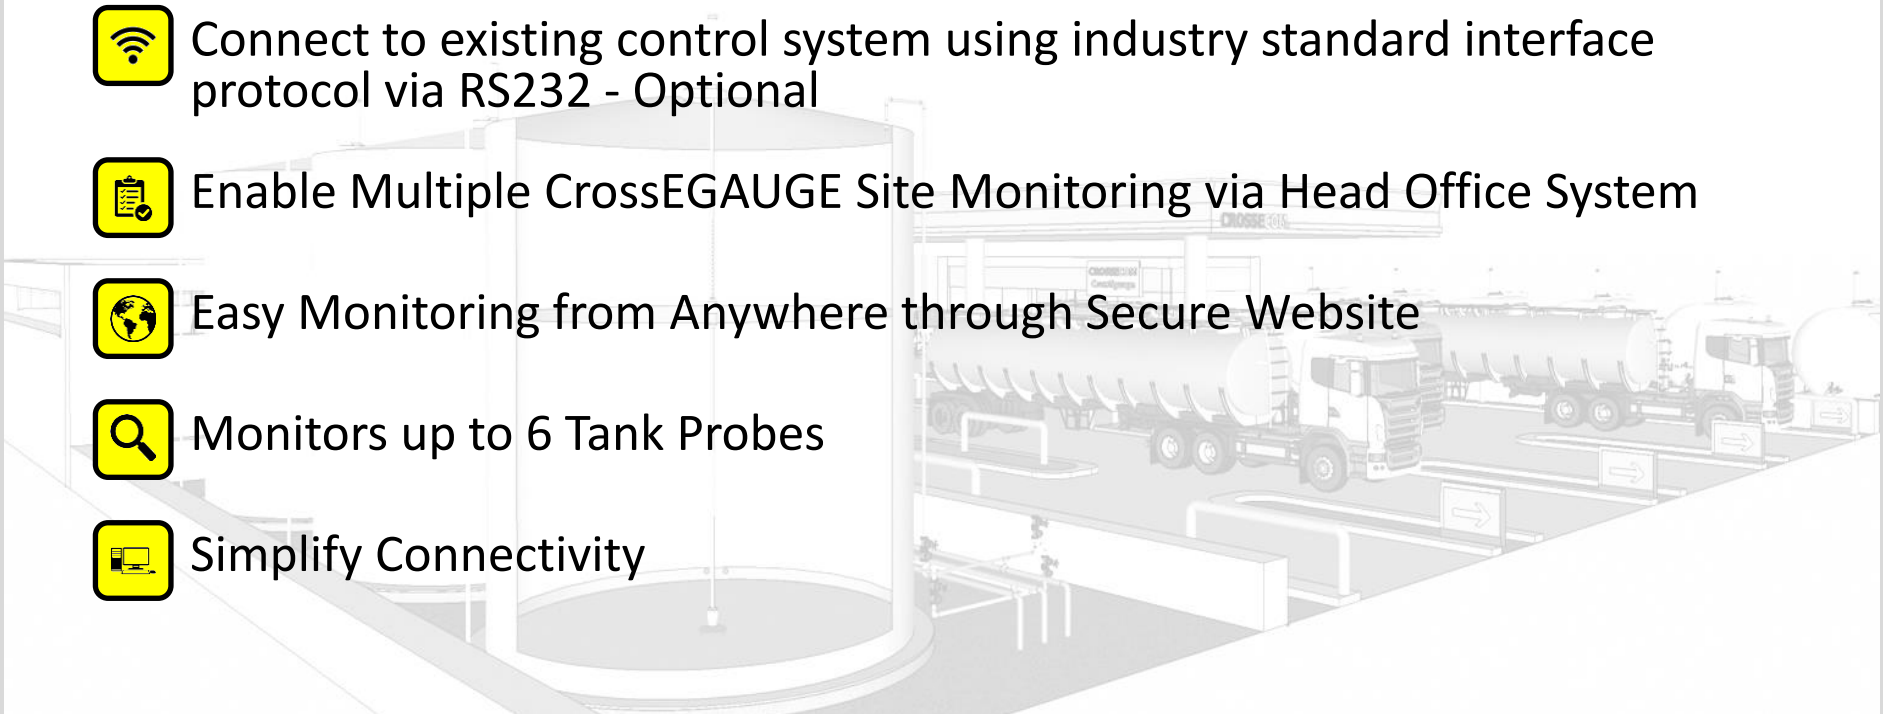 Connect to existing control system using industry standard interface
protocol via RS232 - Optional
Enable Multiple CrossEGAUGE Site Monitoring via Head Office System
Easy Monitoring from Anywhere through Secure Website
Monitors up to 6 Tank Probes
Simplify Connectivity